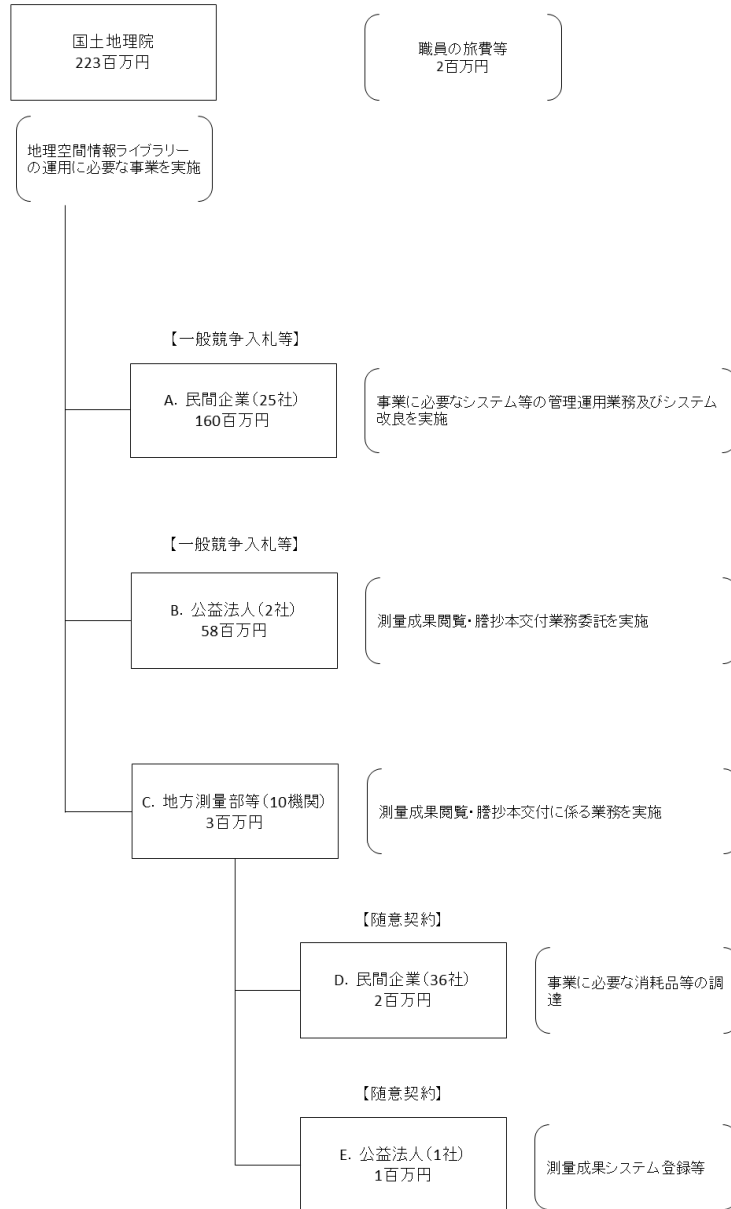 国土地理院
223百万円
職員の旅費等
2百万円
地理空間情報ライブラリー
の運用に必要な事業を実施
【一般競争入札等】
A. 民間企業（25社）
160百万円
事業に必要なシステム等の管理運用業務及びシステム
改良を実施
【一般競争入札等】
B. 公益法人（2社）
58百万円
測量成果閲覧・謄抄本交付業務委託を実施
C. 地方測量部等（10機関）
3百万円
測量成果閲覧・謄抄本交付に係る業務を実施
【随意契約】
D. 民間企業（36社）
2百万円
事業に必要な消耗品等の調
達
【随意契約】
E. 公益法人（1社）
1百万円
測量成果システム登録等